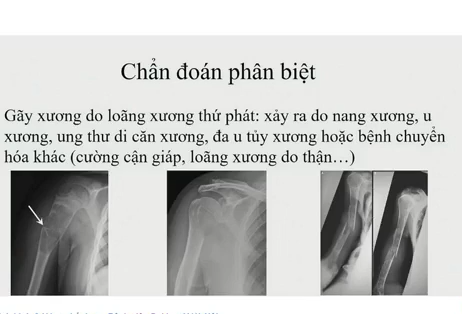 Chẩn đoán phân biệt
Gãy xương do loãng xương thứ phát: xảy ra do nang xương, u
xương, ung thư di căn xương, đa u tủy xương hoặc bệnh chuyển
hóa khác (cường cận giáp, loãng xương do thận…)